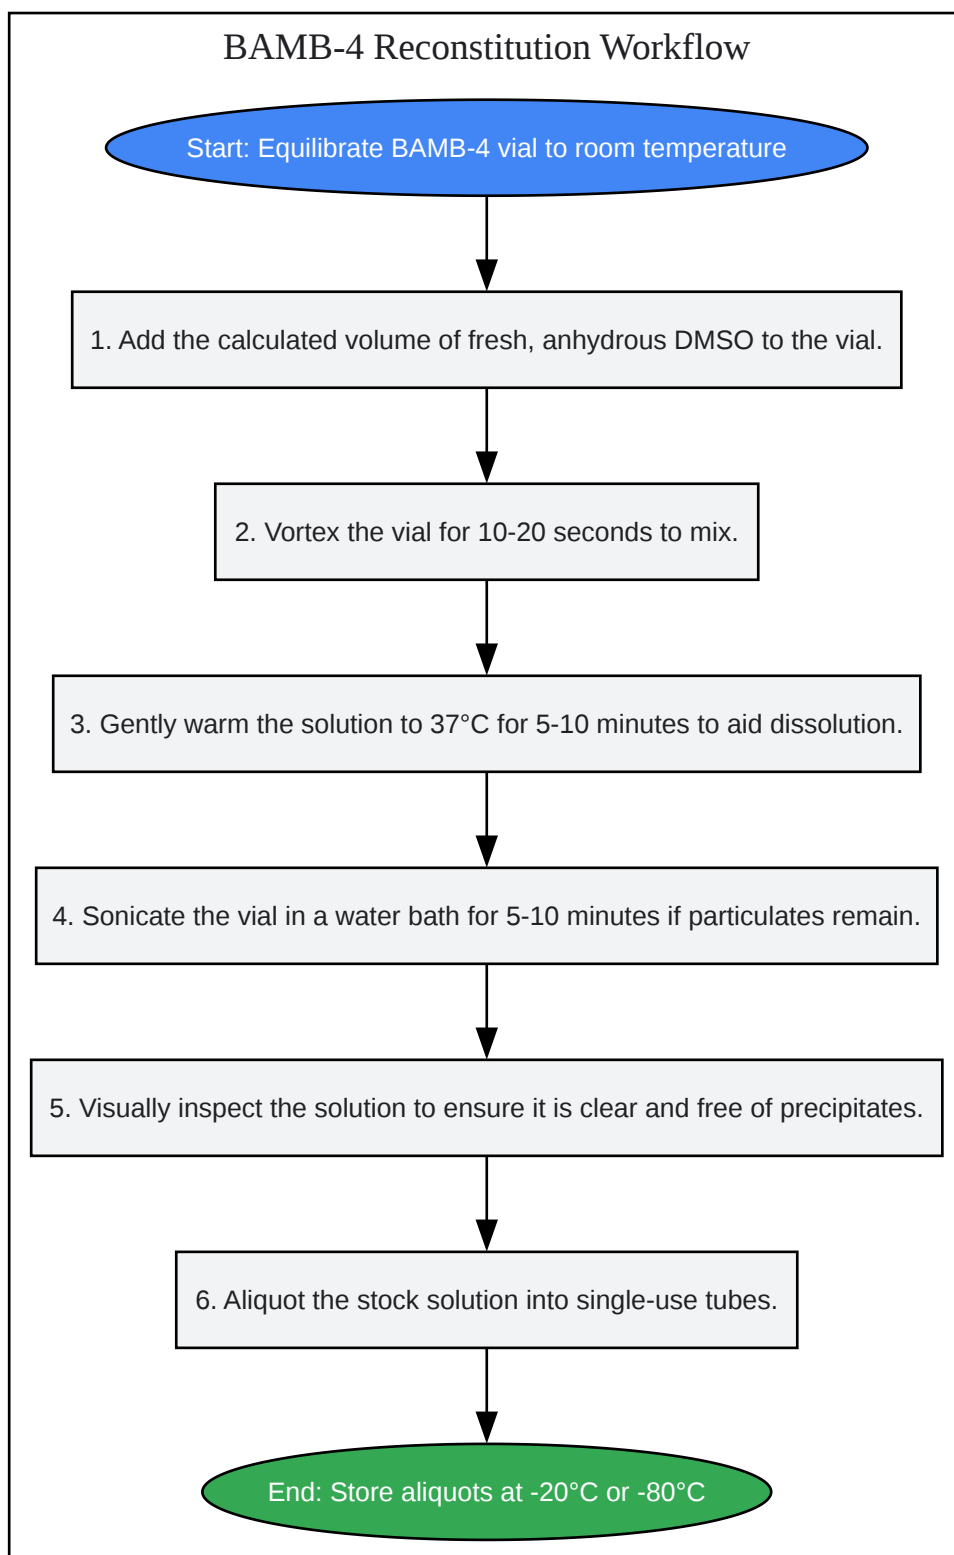 BAMB-4 Reconstitution Workflow
Start: Equilibrate BAMB-4 vial to room temperature
1. Add the calculated volume of fresh, anhydrous DMSO to the vial.
2. Vortex the vial for 10-20 seconds to mix.
3. Gently warm the solution to 37°C for 5-10 minutes to aid dissolution.
4. Sonicate the vial in a water bath for 5-10 minutes if particulates remain.
5. Visually inspect the solution to ensure it is clear and free of precipitates.
6. Aliquot the stock solution into single-use tubes.
End: Store aliquots at -20°C or -80°C